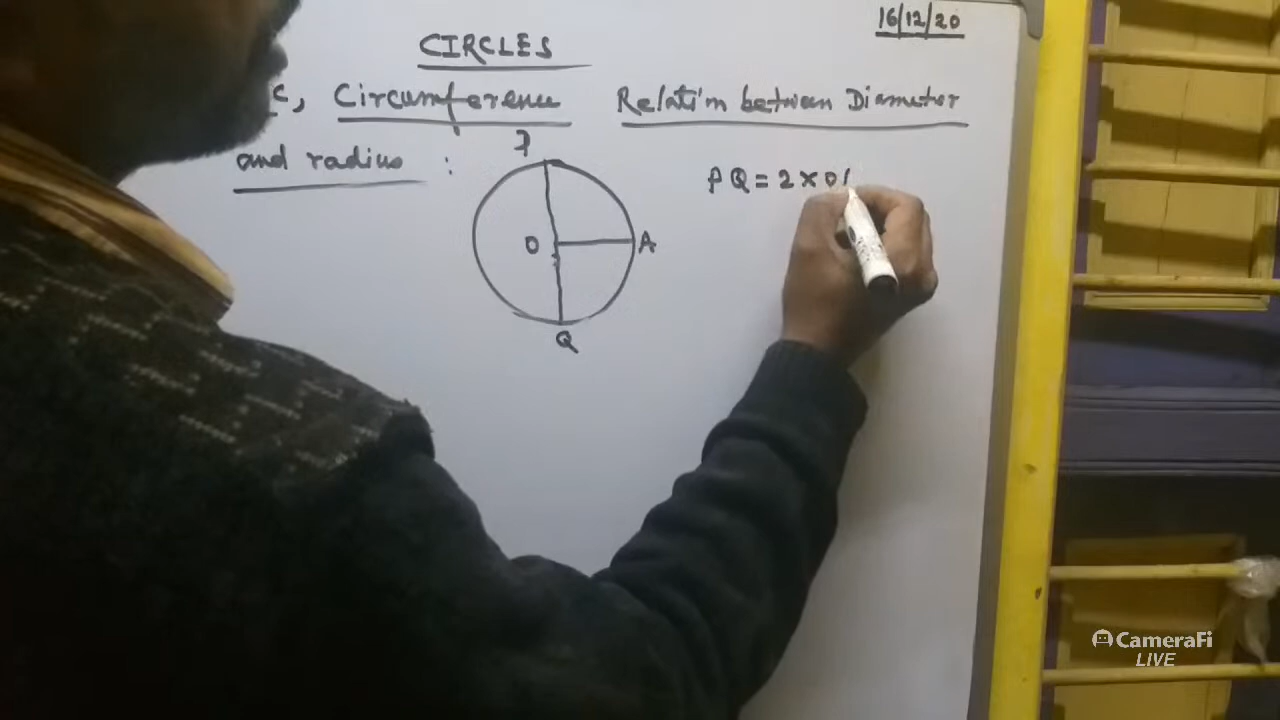 16/12/20
CIRCLES
c, Circumference Relation between Diameter
and radius :
P
PQ = 2 × O
O
A
Q
CameraFi
LIVE